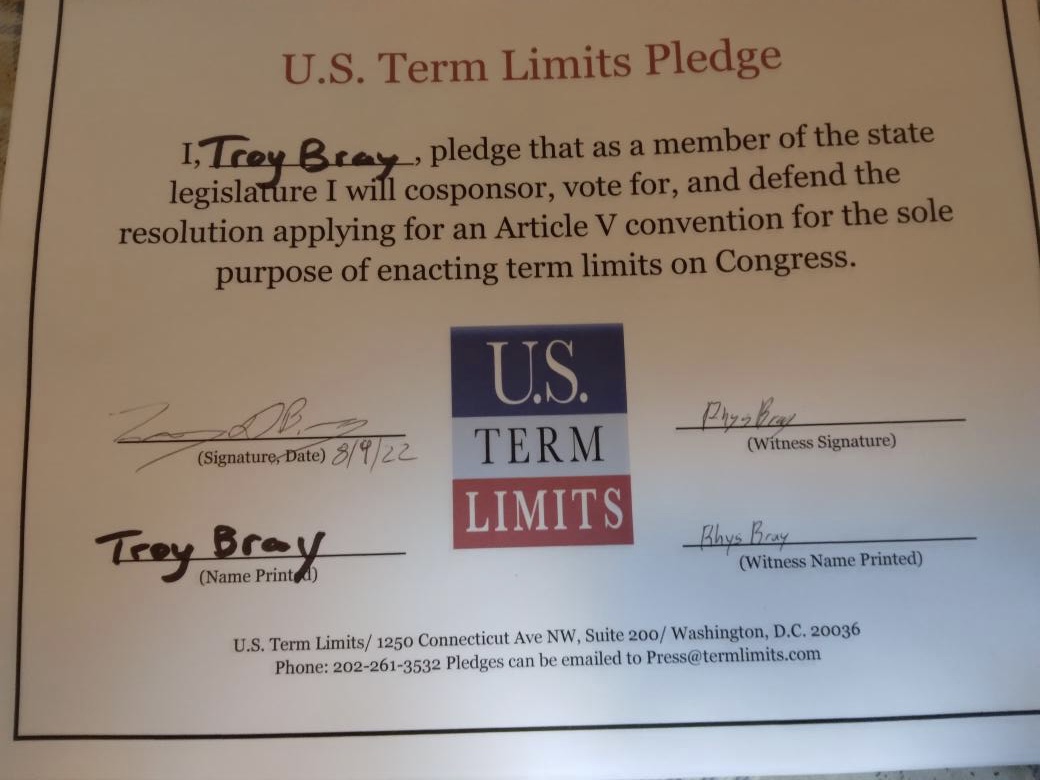 U.S. Term Limits Pledge
I, Troy Bray, pledge that as a member of the state
legislature I will cosponsor, vote for, and defend the
resolution applying for an Article V convention for the sole
purpose of enacting term limits on Congress.
U.S.
TERM
LIMITS
(Signature, Date) 8/9/22
Troy Bray
(Name Printed)
Rhys Bray
(Witness Signature)
Rhys Bray
(Witness Name Printed)
U.S. Term Limits/ 1250 Connecticut Ave NW, Suite 200/ Washington, D.C. 20036
Phone: 202-261-3532 Pledges can be emailed to Press@termlimits.com